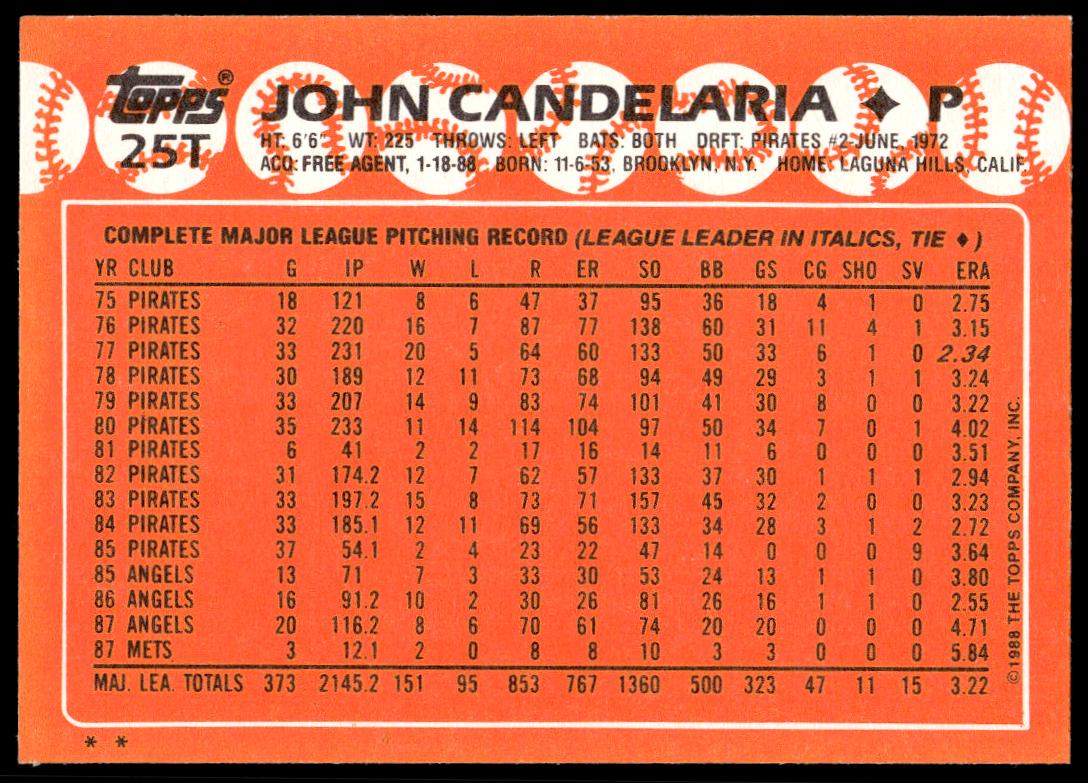 topps® JOHN CANDELARIA ♦ P
25T HT: 6'6" WT: 225 THROWS: LEFT BATS: BOTH DRFT: PIRATES #2-JUNE, 1972
ACQ: FREE AGENT, 1-18-88 BORN: 11-6-53, BROOKLYN, N.Y. HOME: LAGUNA HILLS, CALIF.
COMPLETE MAJOR LEAGUE PITCHING RECORD (LEAGUE LEADER IN ITALICS, TIE ♦)
YR CLUB G IP W L R ER SO BB GS CG SHO SV ERA
75 PIRATES 18 121 8 6 47 37 95 36 18 4 1 0 2.75
76 PIRATES 32 220 16 7 87 77 138 60 31 11 4 1 3.15
77 PIRATES 33 231 20 5 64 60 133 50 33 6 1 0 2.34
78 PIRATES 30 189 12 11 73 68 94 49 29 3 1 1 3.24
79 PIRATES 33 207 14 9 83 74 101 41 30 8 0 0 3.22
80 PIRATES 35 233 11 14 114 104 97 50 34 7 0 1 4.02
81 PIRATES 6 41 2 2 17 16 14 11 6 0 0 0 3.51
82 PIRATES 31 174.2 12 7 62 57 133 37 30 1 1 1 2.94
83 PIRATES 33 197.2 15 8 73 71 157 45 32 2 0 0 3.23
84 PIRATES 33 185.1 12 11 69 56 133 34 28 3 1 2 2.72
85 PIRATES 37 54.1 2 4 23 22 47 14 0 0 0 9 3.64
85 ANGELS 13 71 7 3 33 30 53 24 13 1 1 0 3.80
86 ANGELS 16 91.2 10 2 30 26 81 26 16 1 1 0 2.55
87 ANGELS 20 116.2 8 6 70 61 74 20 20 0 0 0 4.71
87 METS 3 12.1 2 0 8 8 10 3 3 0 0 0 5.84
MAJ. LEA. TOTALS 373 2145.2 151 95 853 767 1360 500 323 47 11 15 3.22
©1988 THE TOPPS COMPANY, INC.
* *